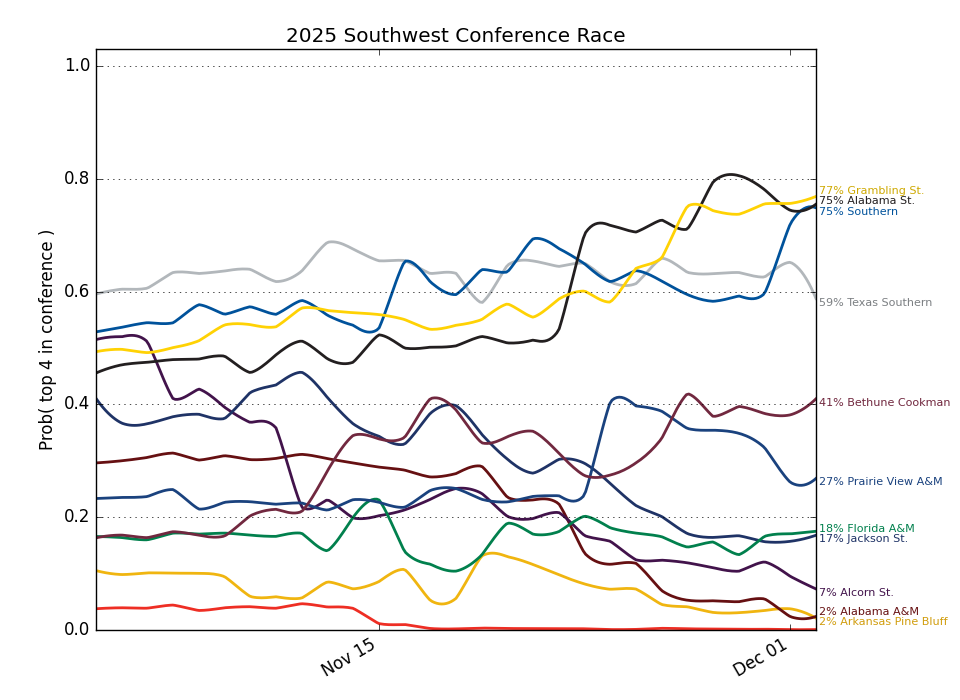 2025 Southwest Conference Race
1.0
0.8
0.6
0.4
0.2
0.0
Prob( top 4 in conference )
Nov 15
Dec 01
77% Grambling St.
75% Alabama St.
75% Southern
59% Texas Southern
41% Bethune Cookman
27% Prairie View A&M
18% Florida A&M
17% Jackson St.
7% Alcorn St.
2% Alabama A&M
2% Arkansas Pine Bluff